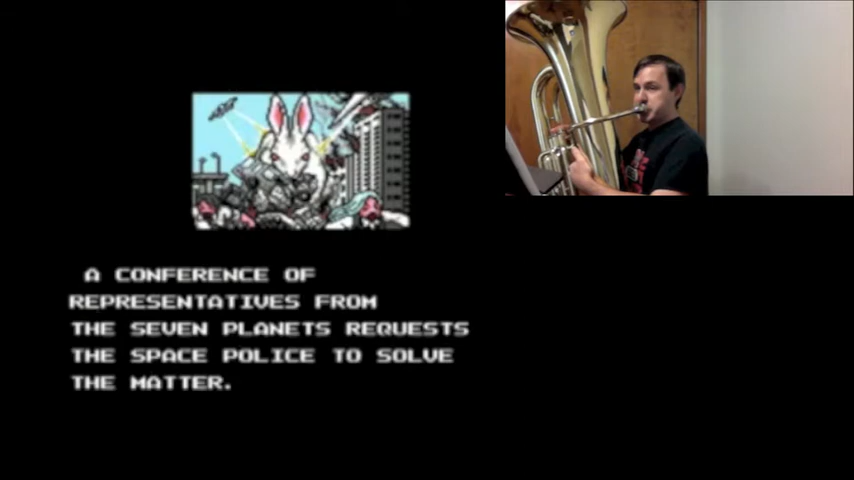 A CONFERENCE OF
REPRESENTATIVES FROM
THE SEVEN PLANETS REQUESTS
THE SPACE POLICE TO SOLVE
THE MATTER.